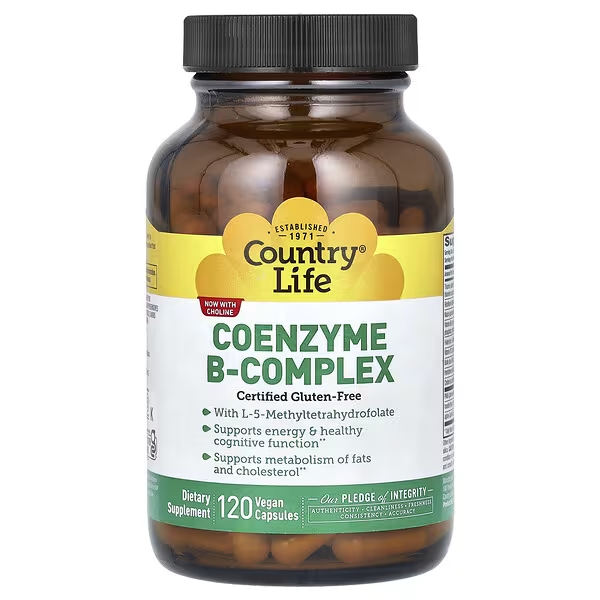 ESTABLISHED
1971
Country®
Life
NOW WITH
CHOLINE
COENZYME
B-COMPLEX
Certified Gluten-Free
With L-5-Methyltetrahydrofolate
Supports energy & healthy
cognitive function**
Supports metabolism of fats
and cholesterol**
Dietary
Supplement
120 Vegan
Capsules
Our PLEDGE of INTEGRITY
AUTHENTICITY • CLEANLINESS • FRESHNESS
CONSISTENCY • ACCURACY